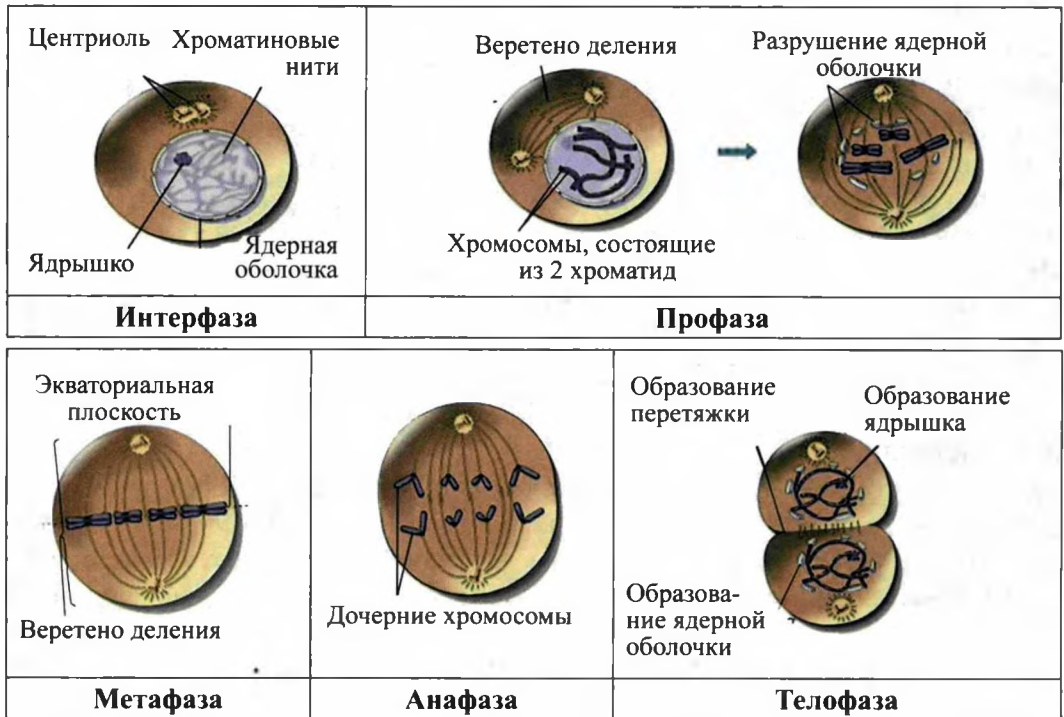 Центриоль
Хроматиновые
нити
Ядрышко
Ядерная
оболочка
Интерфаза
Веретено деления
Разрушение ядерной
оболочки
Хромосомы, состоящие
из 2 хроматид
Профаза
Экваториальная
плоскость
Веретено деления
Метафаза
Дочерние хромосомы
Анафаза
Образование
перетяжки
Образование
ядрышка
Образова-
ние ядерной
оболочки
Телофаза